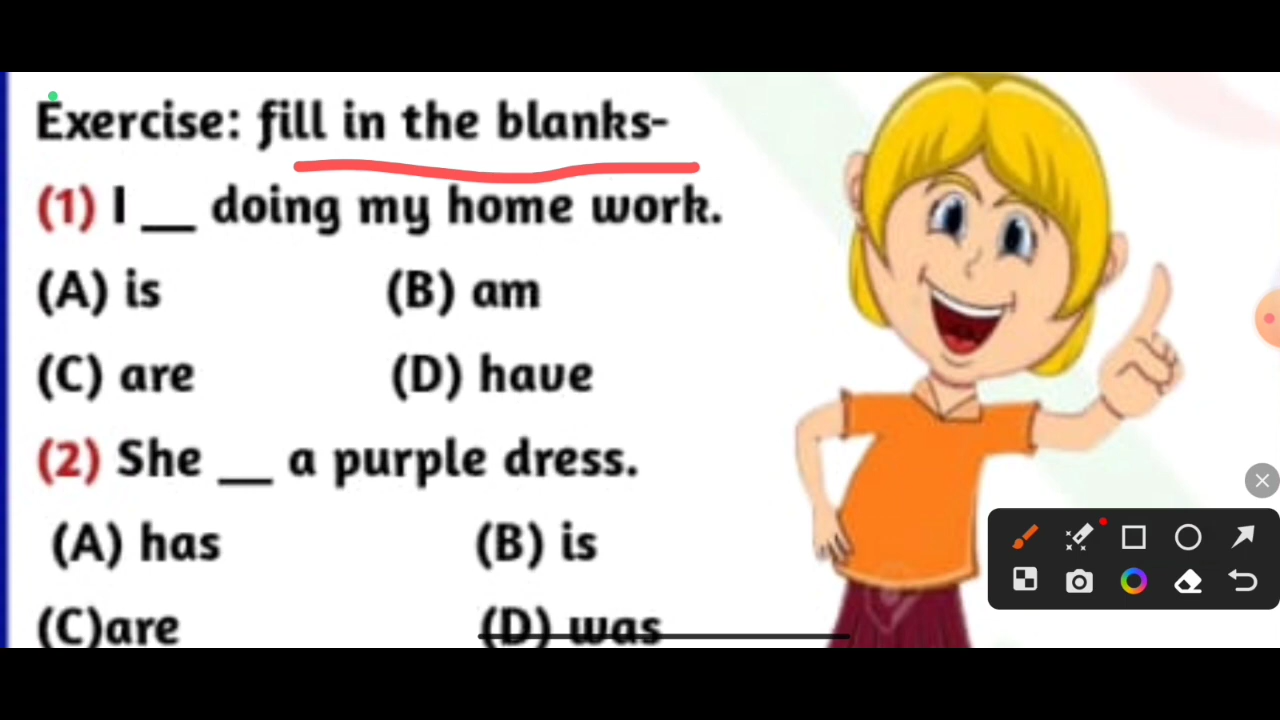 Exercise: fill in the blanks-
(1) I __ doing my home work.
(A) is (B) am
(C) are (D) have
(2) She __ a purple dress.
(A) has (B) is
(C)are (D) was